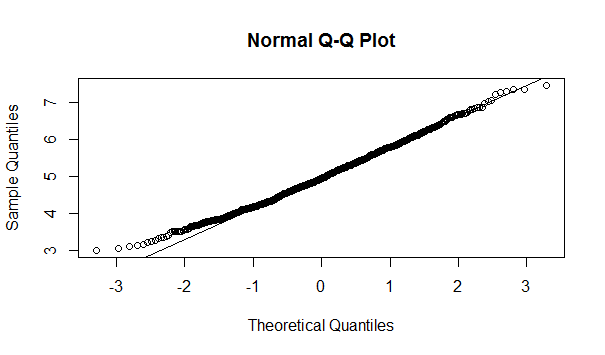 Normal Q-Q Plot
Sample Quantiles
7
6
5
4
3
-3 -2 -1 0 1 2 3
Theoretical Quantiles